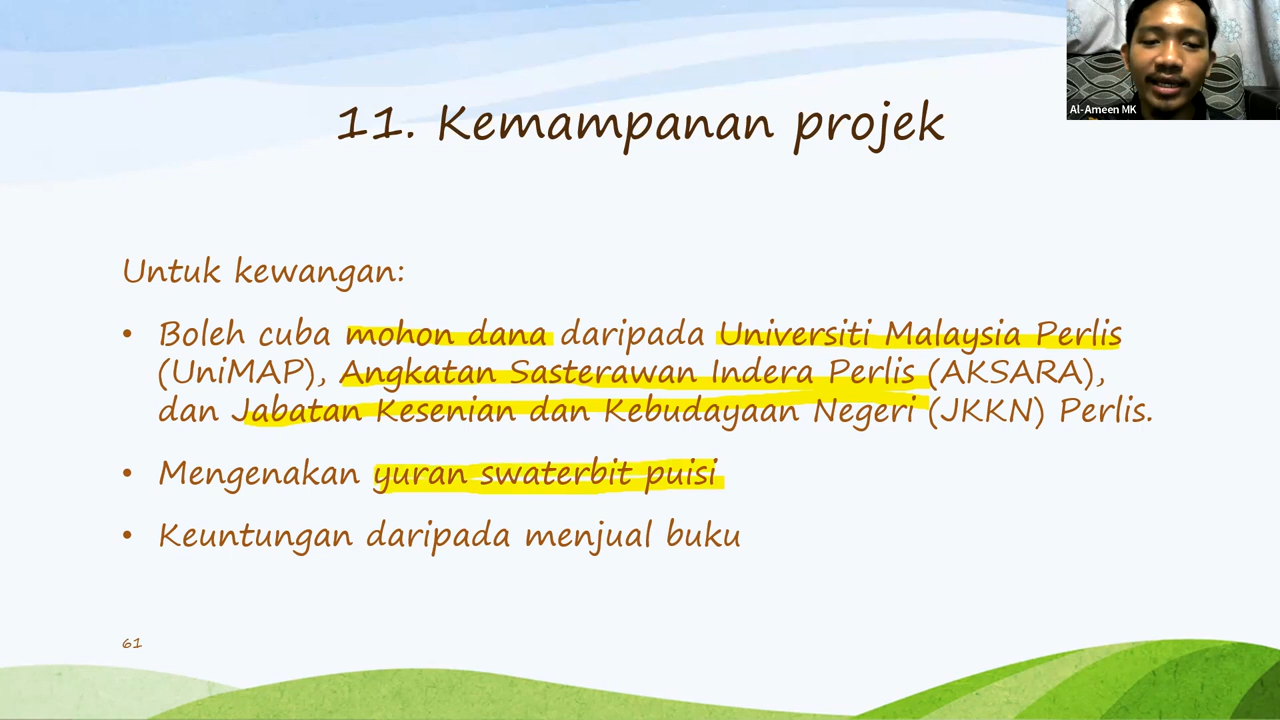 Al-Ameen MK
11. Kemampanan projek
Untuk kewangan:
• Boleh cuba mohon dana daripada Universiti Malaysia Perlis
(UniMAP), Angkatan Sasterawan Indera Perlis (AKSARA),
dan Jabatan Kesenian dan Kebudayaan Negeri (JKKN) Perlis.
• Mengenakan yuran swaterbit puisi
• Keuntungan daripada menjual buku
61